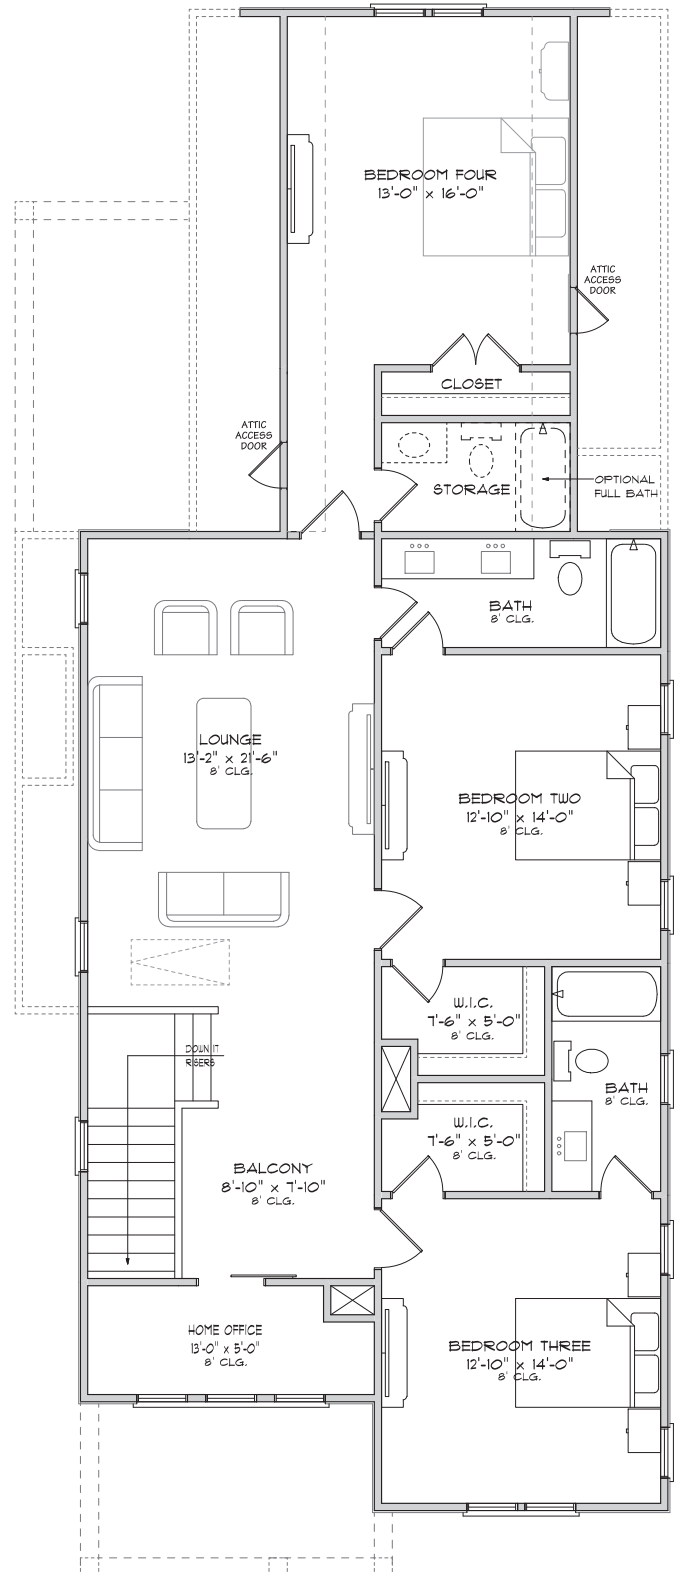 BEDROOM FOUR
13'-0" x 16'-0"
ATTIC
ACCESS
DOOR
CLOSET
ATTIC
ACCESS
DOOR
STORAGE
OPTIONAL
FULL BATH
BATH
8' CLG.
LOUNGE
13'-2" x 21'-6"
8' CLG.
BEDROOM TWO
12'-10" x 14'-0"
8' CLG.
W.I.C.
7'-6" x 5'-0"
8' CLG.
DOWN 17
RISERS
BATH
8' CLG.
W.I.C.
7'-6" x 5'-0"
8' CLG.
BALCONY
8'-10" x 7'-10"
8' CLG.
HOME OFFICE
13'-0" x 5'-0"
8' CLG.
BEDROOM THREE
12'-10" x 14'-0"
8' CLG.